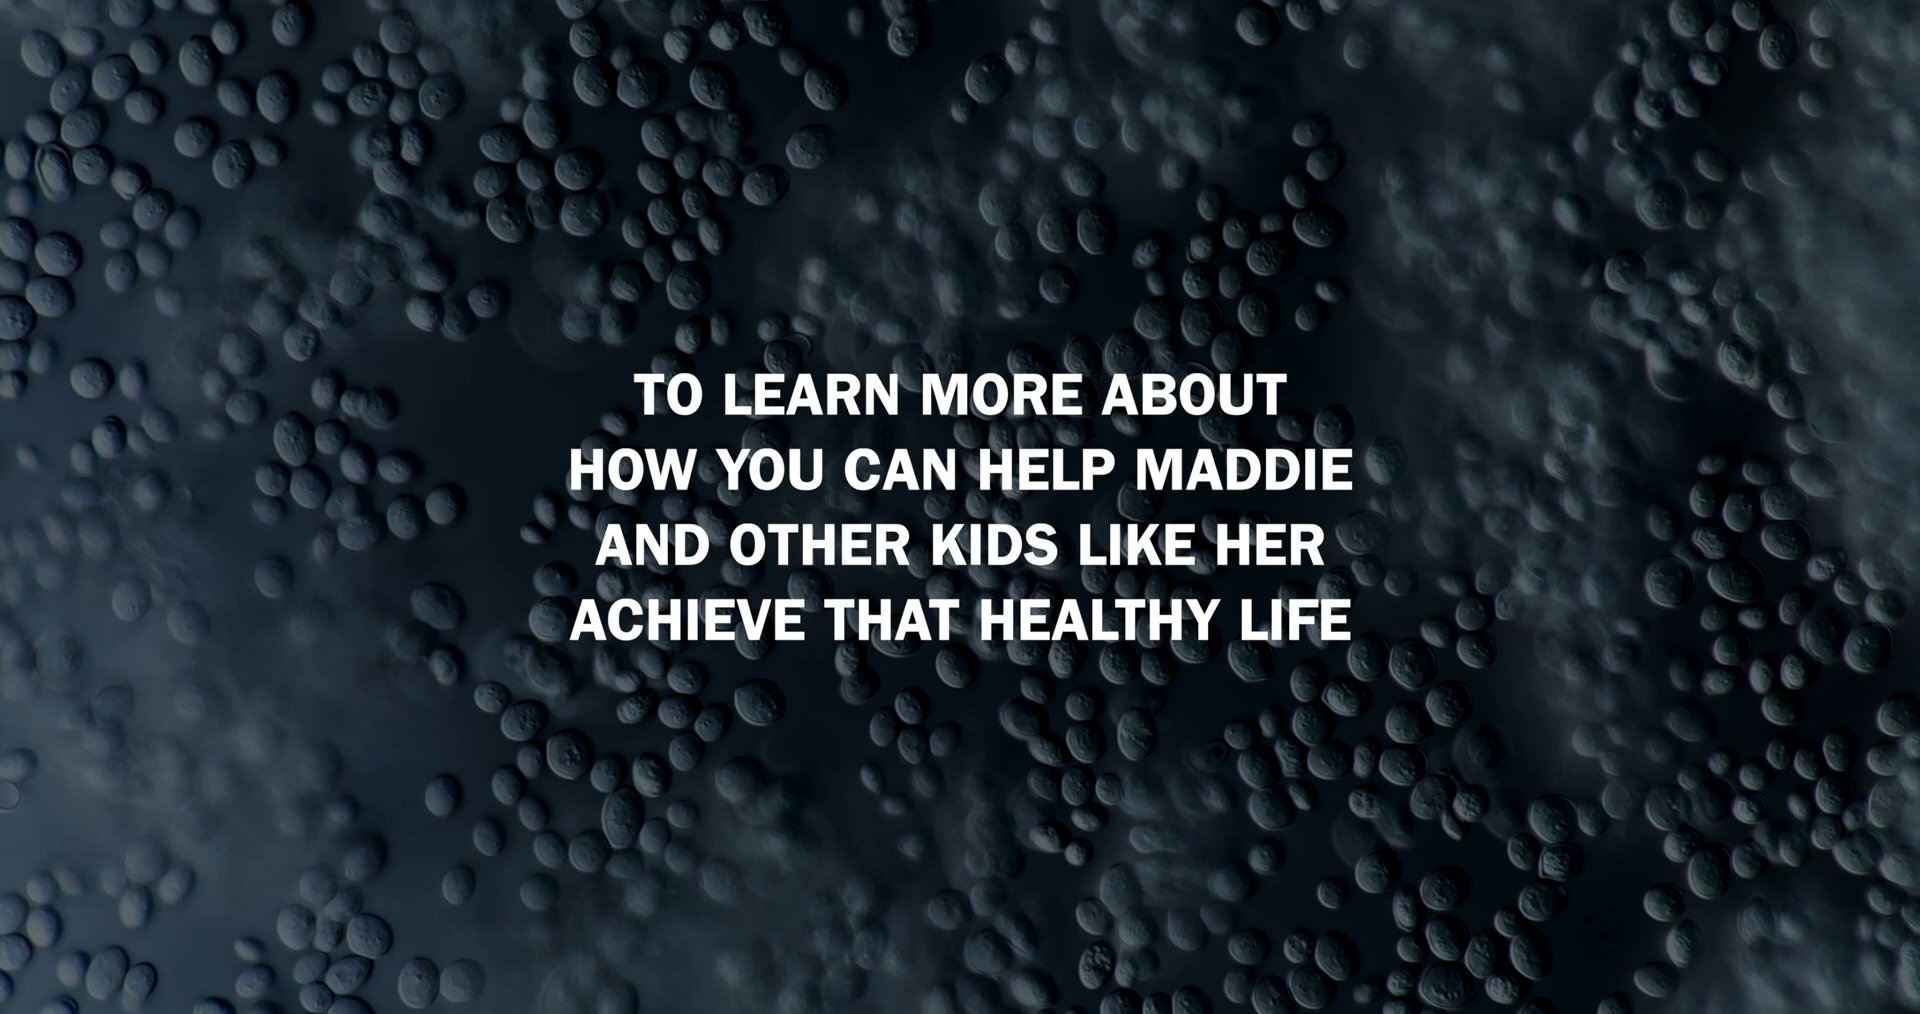 TO LEARN MORE ABOUT
HOW YOU CAN HELP MADDIE
AND OTHER KIDS LIKE HER
ACHIEVE THAT HEALTHY LIFE